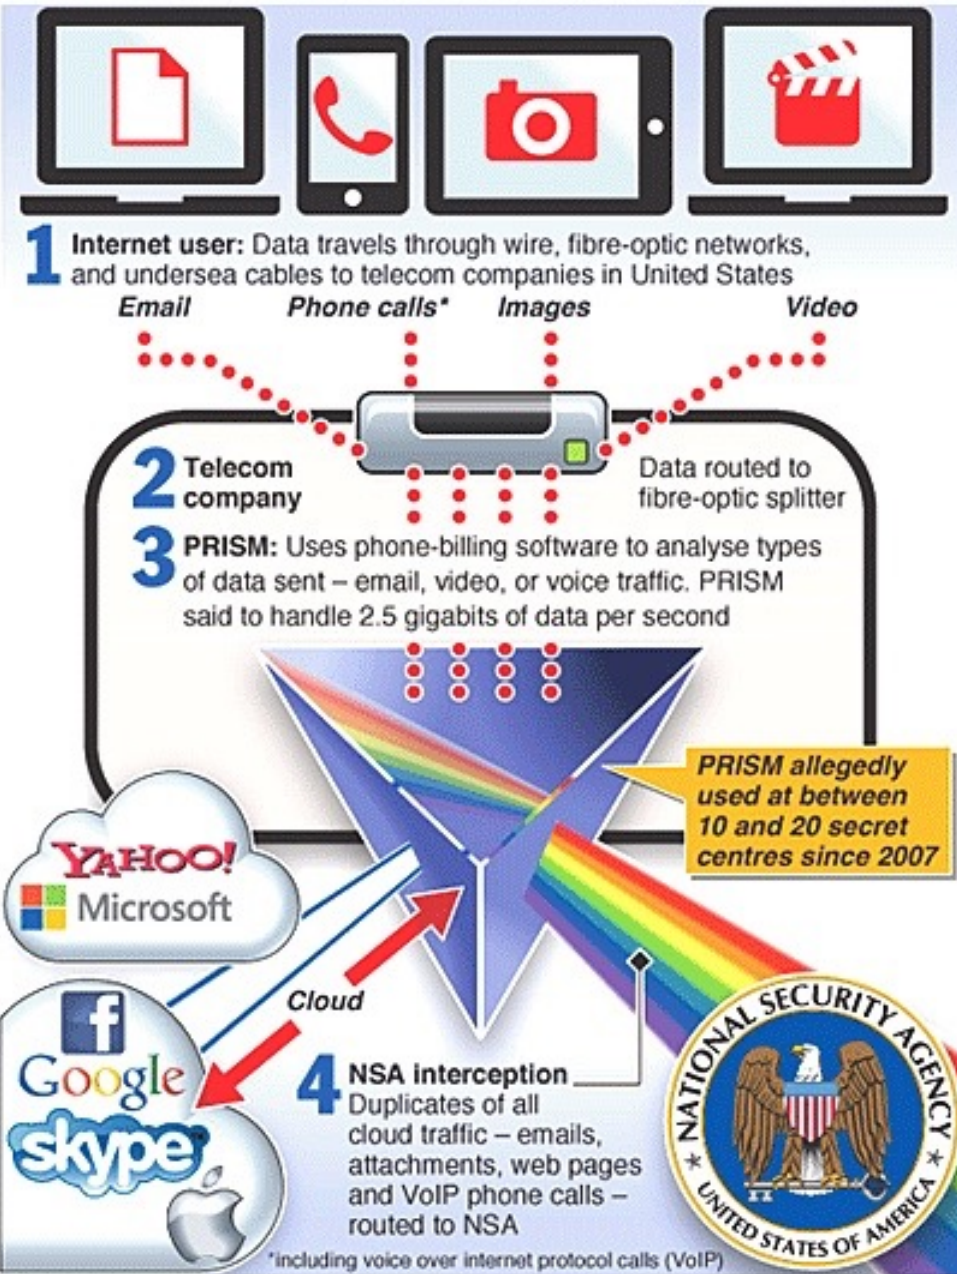 1 Internet user: Data travels through wire, fibre-optic networks,
and undersea cables to telecom companies in United States
Email Phone calls* Images Video
2 Telecom
company
Data routed to
fibre-optic splitter
3 PRISM: Uses phone-billing software to analyse types
of data sent – email, video, or voice traffic. PRISM
said to handle 2.5 gigabits of data per second
PRISM allegedly
used at between
10 and 20 secret
centres since 2007
YAHOO!
Microsoft
Cloud
f
Google
skype
4 NSA interception
Duplicates of all
cloud traffic – emails,
attachments, web pages
and VoIP phone calls –
routed to NSA
NATIONAL SECURITY AGENCY
UNITED STATES OF AMERICA
*including voice over internet protocol calls (VoIP)